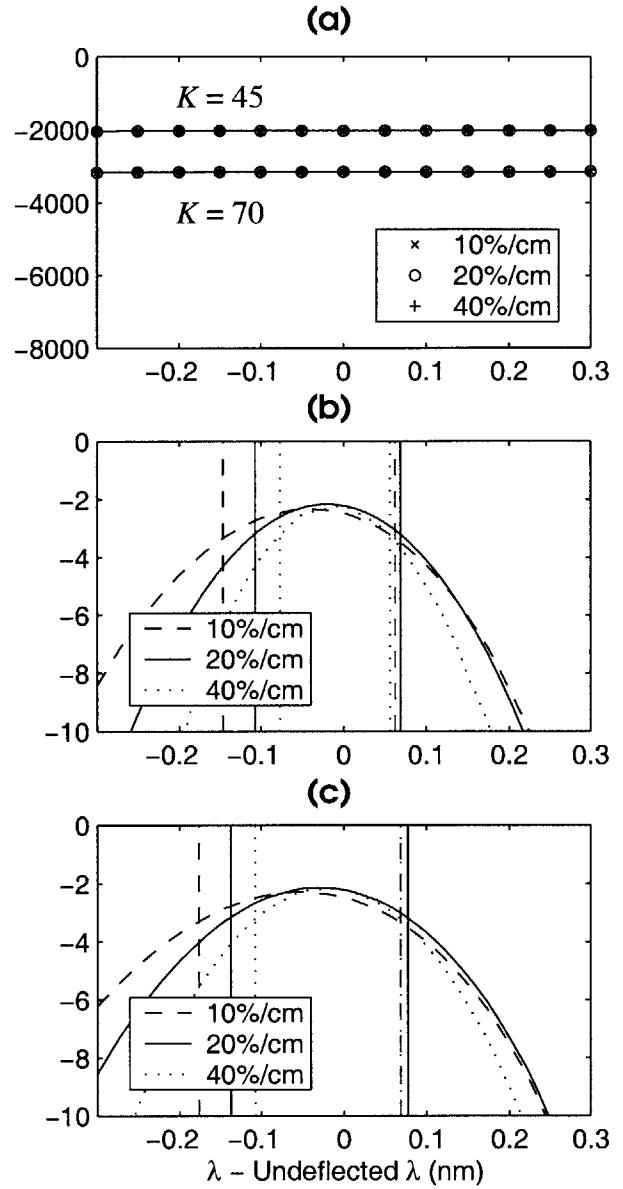 (a)
0
K = 45
−2000
−4000
K = 70
10%/cm
20%/cm
40%/cm
−6000
−8000
−0.2 −0.1 0 0.1 0.2 0.3
(b)
0
−2
−4
−6
−8
−10
10%/cm
20%/cm
40%/cm
−0.2 −0.1 0 0.1 0.2 0.3
(c)
0
−2
−4
−6
−8
−10
10%/cm
20%/cm
40%/cm
−0.2 −0.1 0 0.1 0.2 0.3
λ − Undeflected λ (nm)